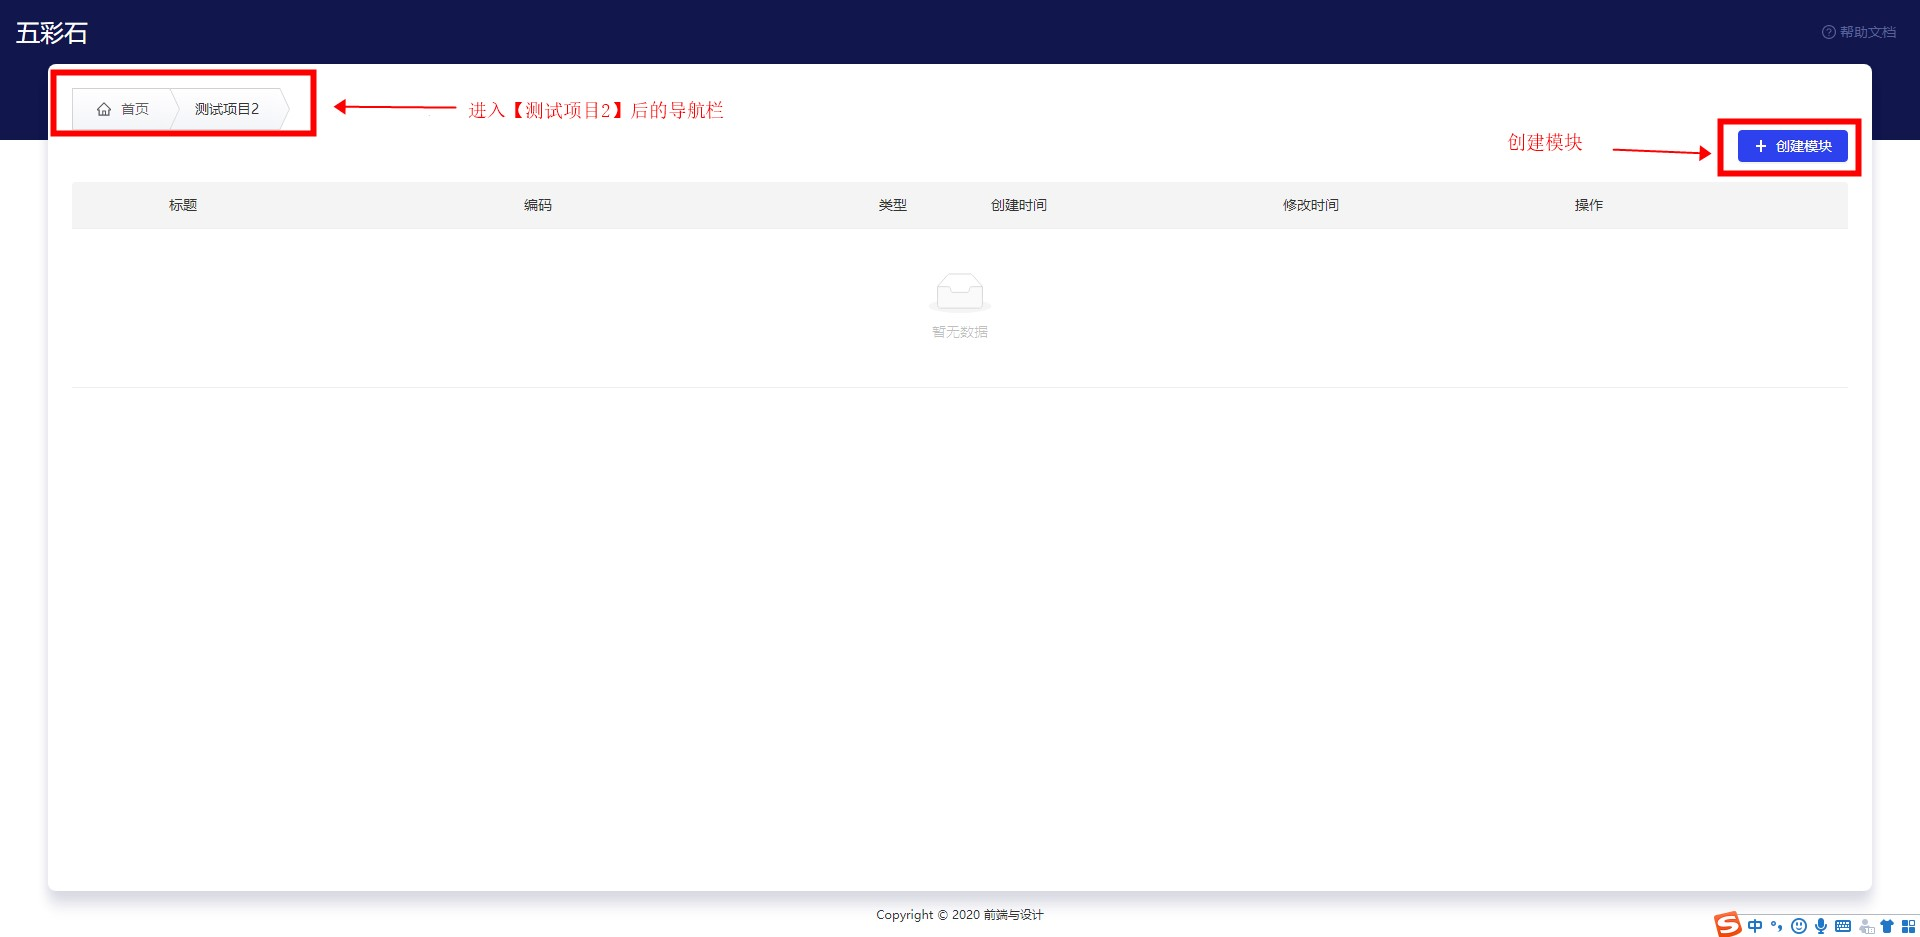 五彩石
帮助文档
首页 测试项目2
进入【测试项目2】后的导航栏
创建模块
创建模块
标题 编码 类型 创建时间 修改时间 操作
暂无数据
Copyright © 2020 前端与设计
中